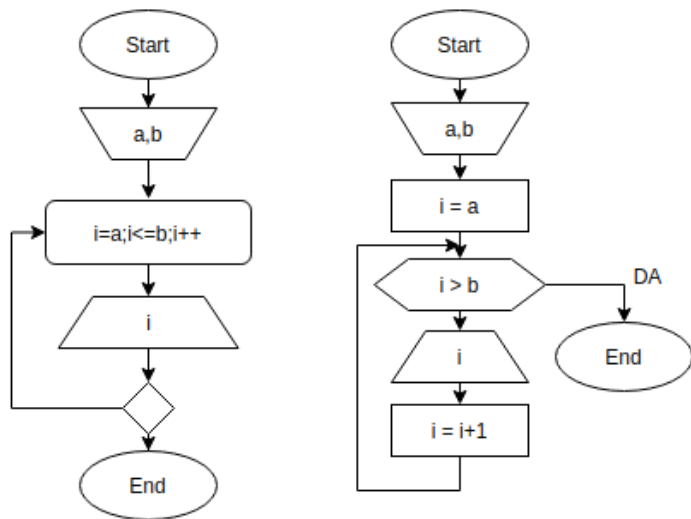 Start
a,b
i=a;i<=b;i++
i
End
Start
a,b
i = a
i > b
DA
End
i
i = i+1